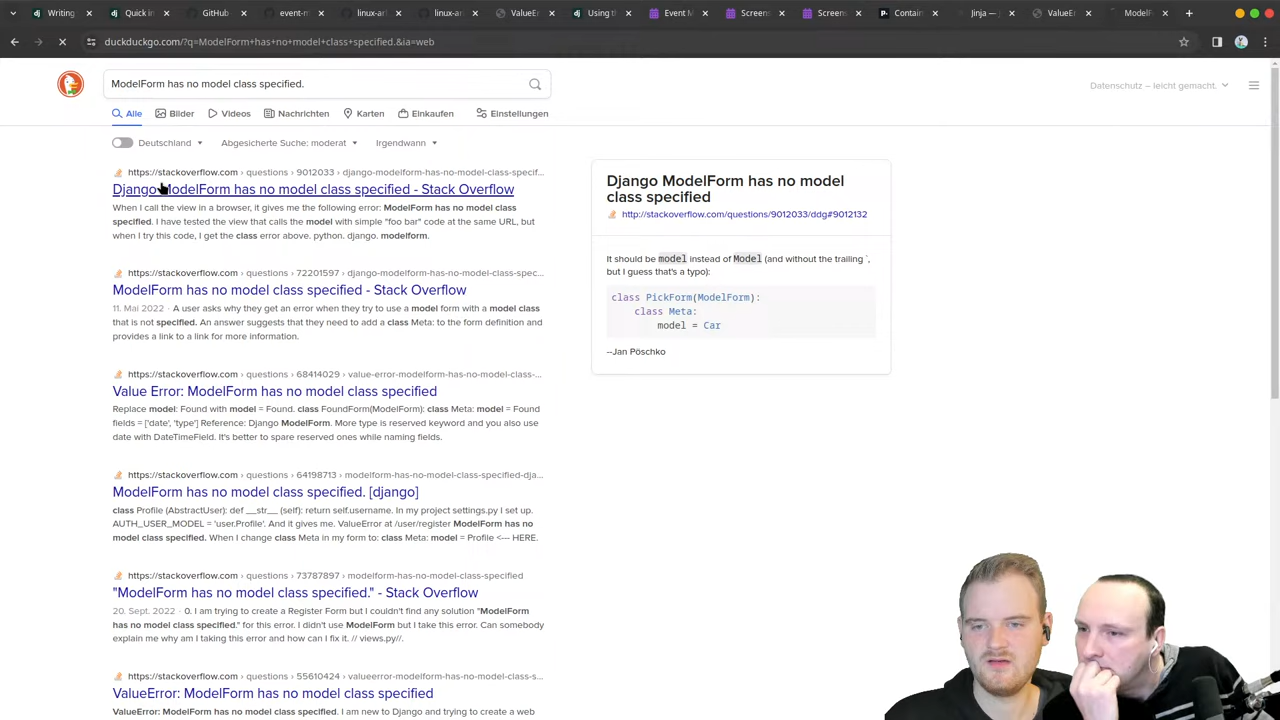 GitHub
linux-ar
linux-ar
ValueEr
Using th
Event M
Screens
Screens
Contain
Jinja —
ValueEr
ModelF
duckduckgo.com/?q=ModelForm+has+no+model+class+specified.&ia=web
ModelForm has no model class specified.
Datenschutz – leicht gemacht.
Alle Bilder Videos Nachrichten Karten Einkaufen Einstellungen
Deutschland Abgesicherte Suche: moderat Irgendwann
https://stackoverflow.com › questions › 9012033 › django-modelform-has-no-model-class-specif...
Django ModelForm has no model class specified - Stack Overflow
When I call the view in a browser, it gives me the following error: ModelForm has no model class
specified. I have tested the view that calls the model with simple "foo bar" code at the same URL, but
when I try this code, I get the class error above. python. django. modelform.
https://stackoverflow.com › questions › 72201597 › django-modelform-has-no-model-class-spec...
ModelForm has no model class specified - Stack Overflow
11. Mai 2022 · A user asks why they get an error when they try to use a model form with a model class
that is not specified. An answer suggests that they need to add a class Meta: to the form definition and
provides a link to a link for more information.
https://stackoverflow.com › questions › 68414029 › value-error-modelform-has-no-model-class-...
Value Error: ModelForm has no model class specified
Replace model: Found with model = Found. class FoundForm(ModelForm): class Meta: model = Found
fields = ['date', 'type'] Reference: Django ModelForm. More type is reserved keyword and you also use
date with DateTimeField. It's better to spare reserved ones while naming fields.
https://stackoverflow.com › questions › 64198713 › modelform-has-no-model-class-specified-dja...
ModelForm has no model class specified. [django]
class Profile (AbstractUser): def __str__ (self): return self.username. In my project settings.py I set up.
AUTH_USER_MODEL = 'user.Profile'. And it gives me. ValueError at /user/register ModelForm has no
model class specified. When I change class Meta in my form to: class Meta: model = Profile <--- HERE.
https://stackoverflow.com › questions › 73787897 › modelform-has-no-model-class-specified
"ModelForm has no model class specified." - Stack Overflow
20. Sept. 2022 · 0. I am trying to create a Register Form but I couldn't find any solution "ModelForm
has no model class specified." for this error. I didn't use ModelForm but I take this error. Can somebody
explain me why am I taking this error and how can I fix it. // views.py//.
https://stackoverflow.com › questions › 55610424 › valueerror-modelform-has-no-model-class-s...
ValueError: ModelForm has no model class specified
ValueError: ModelForm has no model class specified. I am new to Django and trying to create a web
Django ModelForm has no model
class specified
http://stackoverflow.com/questions/9012033/ddg#9012132
It should be model instead of Model (and without the trailing `,
but I guess that's a typo):
class PickForm(ModelForm):
class Meta:
model = Car
--Jan Pöschko